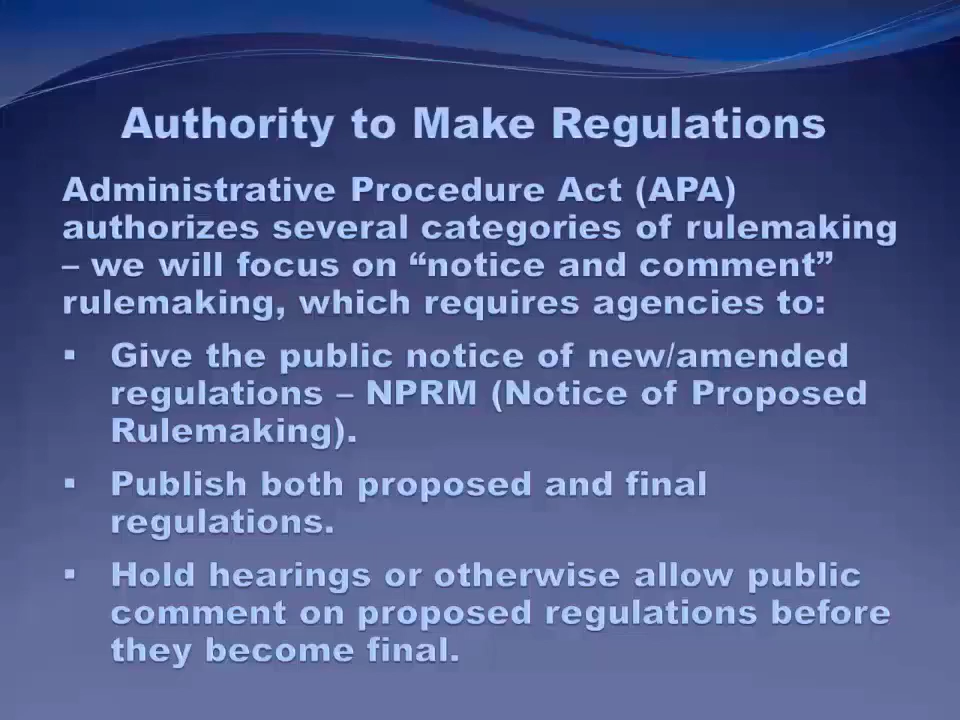 Authority to Make Regulations
Administrative Procedure Act (APA)
authorizes several categories of rulemaking
– we will focus on “notice and comment”
rulemaking, which requires agencies to:
▪ Give the public notice of new/amended
regulations – NPRM (Notice of Proposed
Rulemaking).
▪ Publish both proposed and final
regulations.
▪ Hold hearings or otherwise allow public
comment on proposed regulations before
they become final.